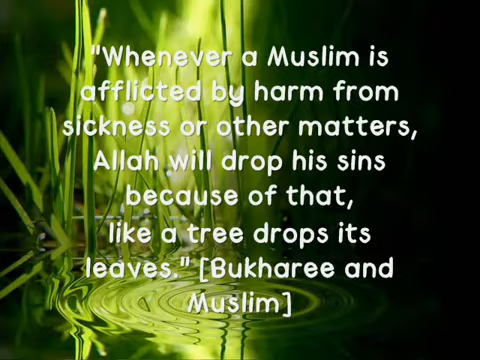 "Whenever a Muslim is
afflicted by harm from
sickness or other matters,
Allah will drop his sins
because of that,
like a tree drops its
leaves." [Bukharee and
Muslim]